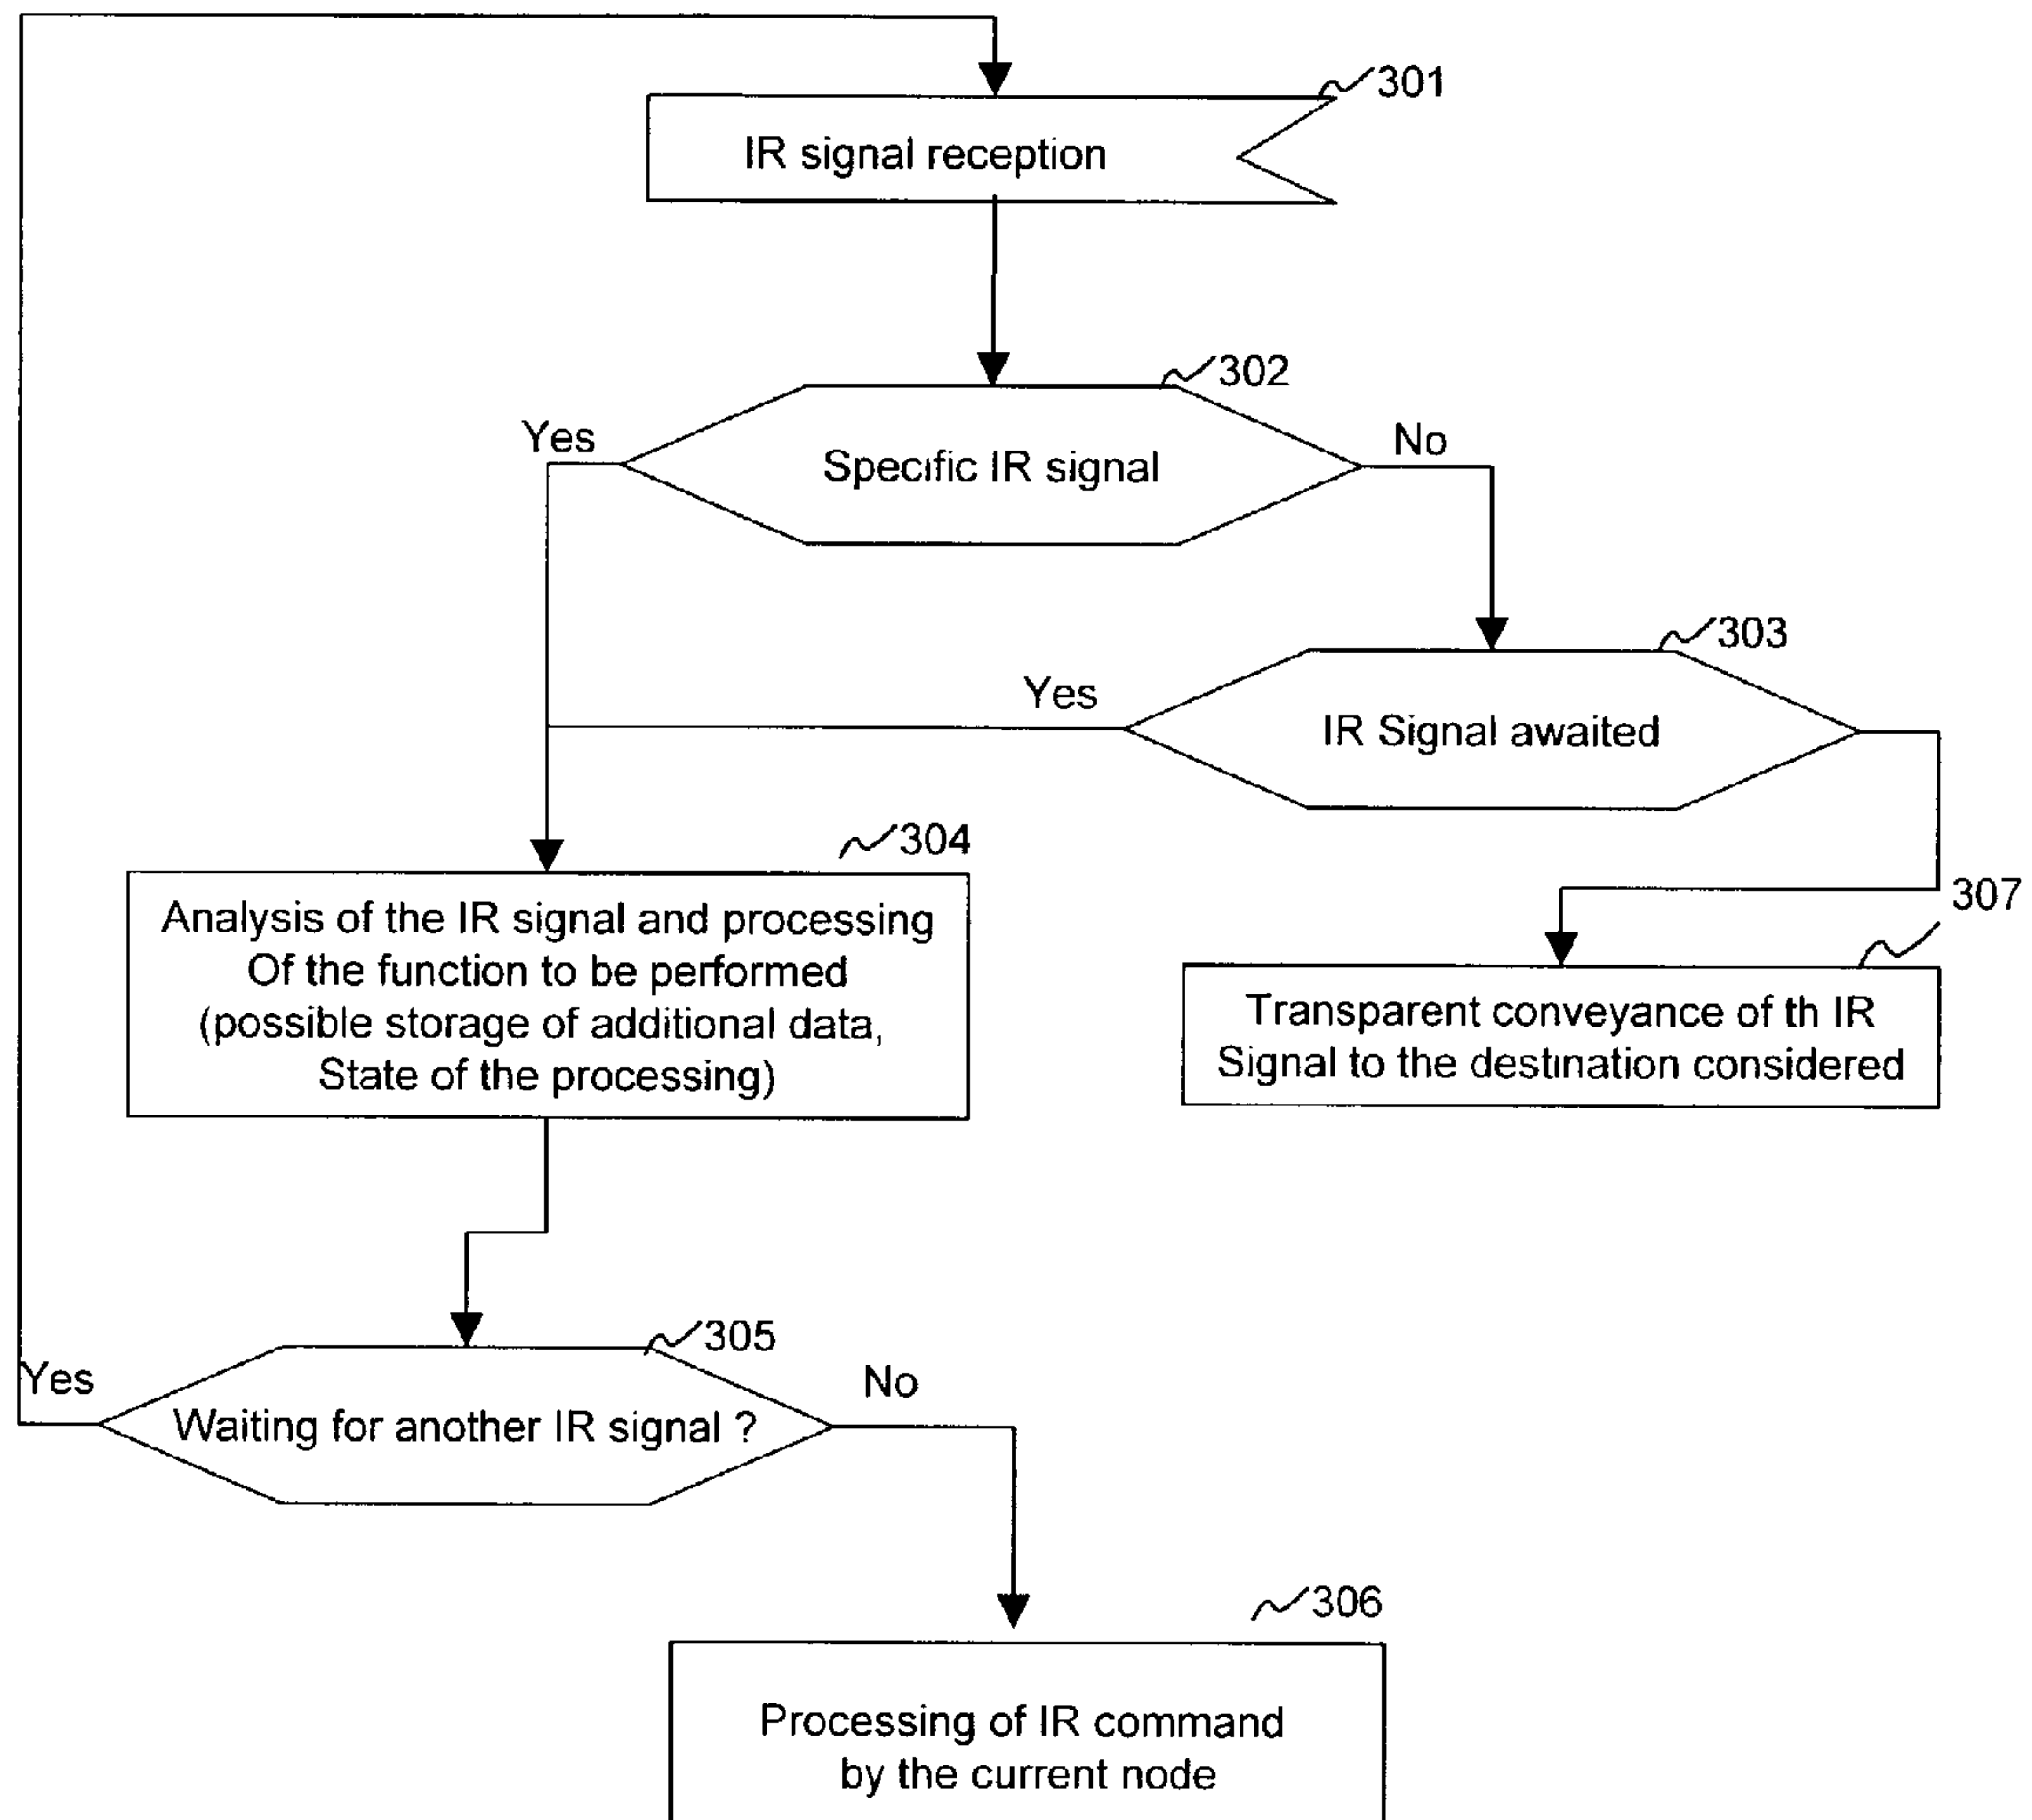 301
IR signal reception
302
Yes
No
Specific IR signal
303
Yes
IR Signal awaited
304
Analysis of the IR signal and processing
Of the function to be performed
(possible storage of additional data,
State of the processing)
307
Transparent conveyance of th IR
Signal to the destination considered
305
Yes
No
Waiting for another IR signal ?
306
Processing of IR command
by the current node